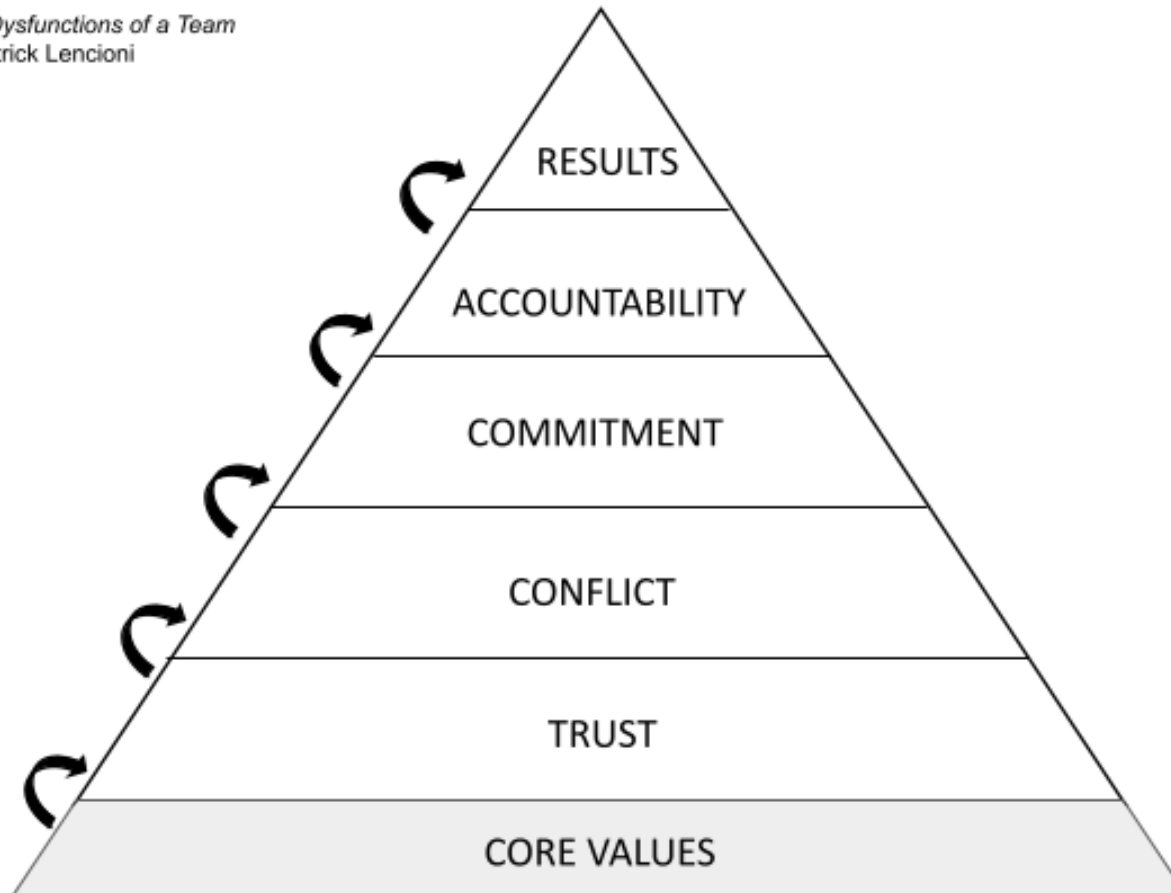 ysfunctions of a Team
trick Lencioni
RESULTS
ACCOUNTABILITY
COMMITMENT
CONFLICT
TRUST
CORE VALUES